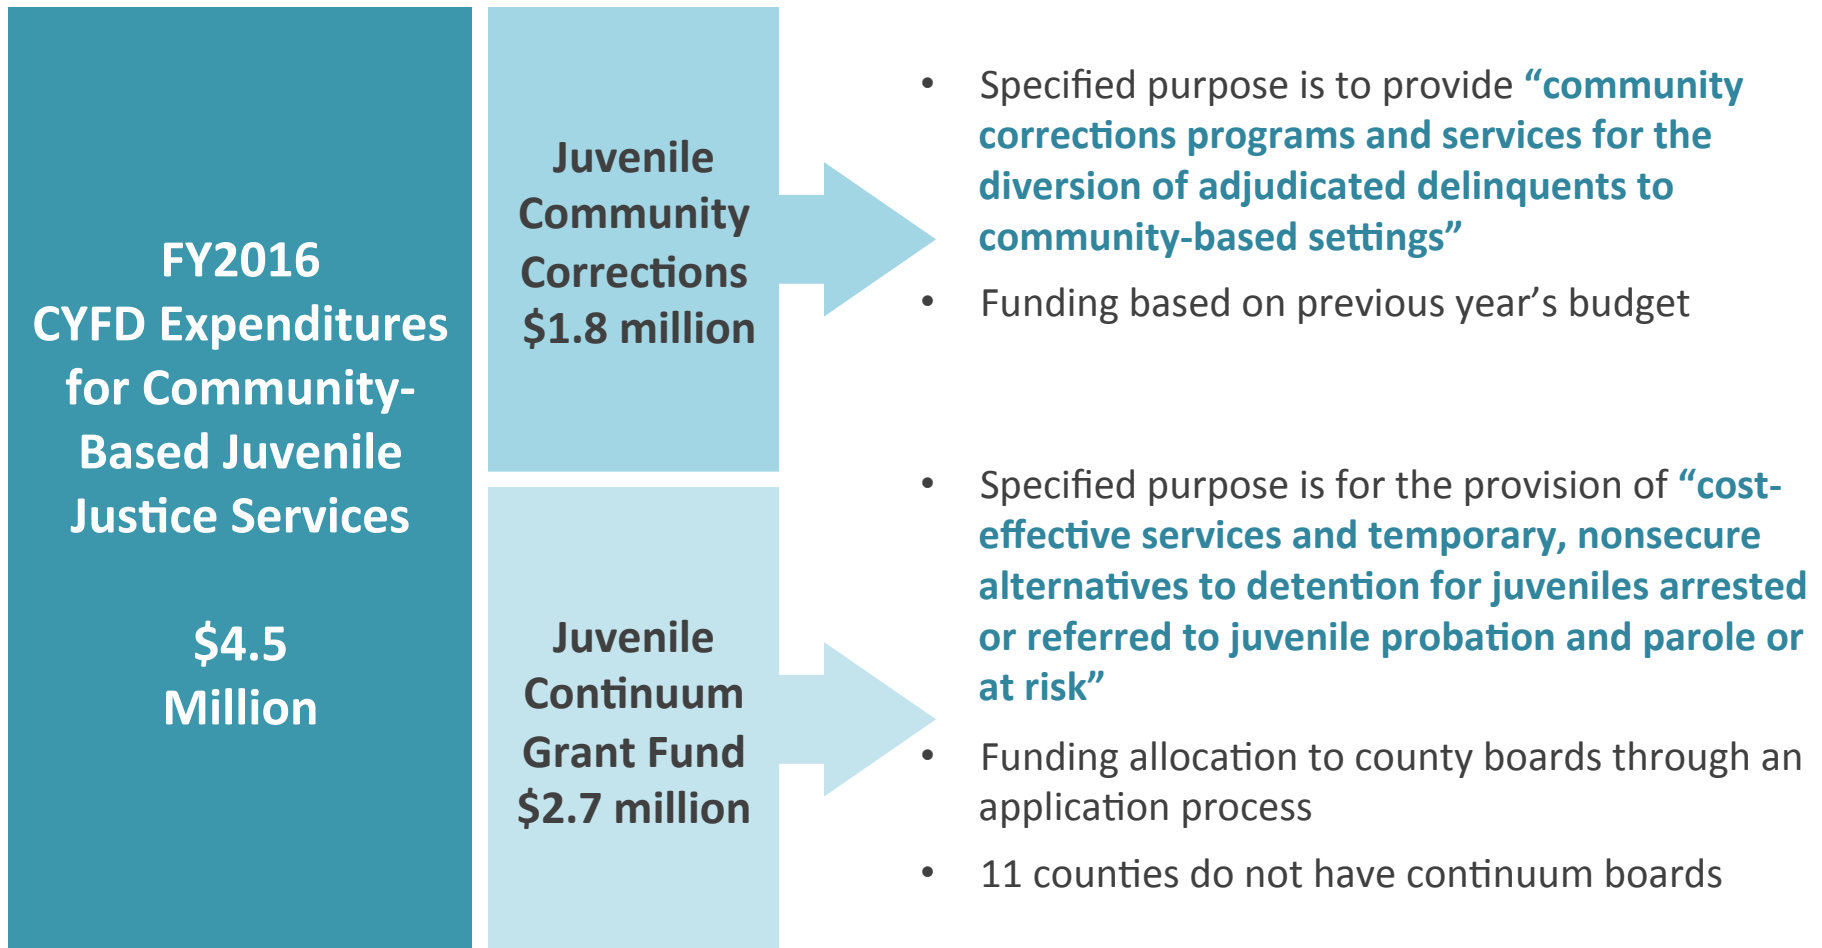 FY2016
CYFD Expenditures
for Community-
Based Juvenile
Justice Services
$4.5
Million
Juvenile
Community
Corrections
$1.8 million
• Specified purpose is to provide “community
corrections programs and services for the
diversion of adjudicated delinquents to
community-based settings”
• Funding based on previous year’s budget
Juvenile
Continuum
Grant Fund
$2.7 million
• Specified purpose is for the provision of “cost-
effective services and temporary, nonsecure
alternatives to detention for juveniles arrested
or referred to juvenile probation and parole or
at risk”
• Funding allocation to county boards through an
application process
• 11 counties do not have continuum boards